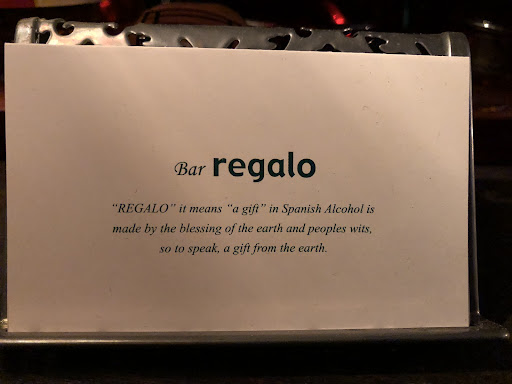 Bar regalo
“REGALO” it means “a gift” in Spanish Alcohol is
made by the blessing of the earth and peoples wits,
so to speak, a gift from the earth.